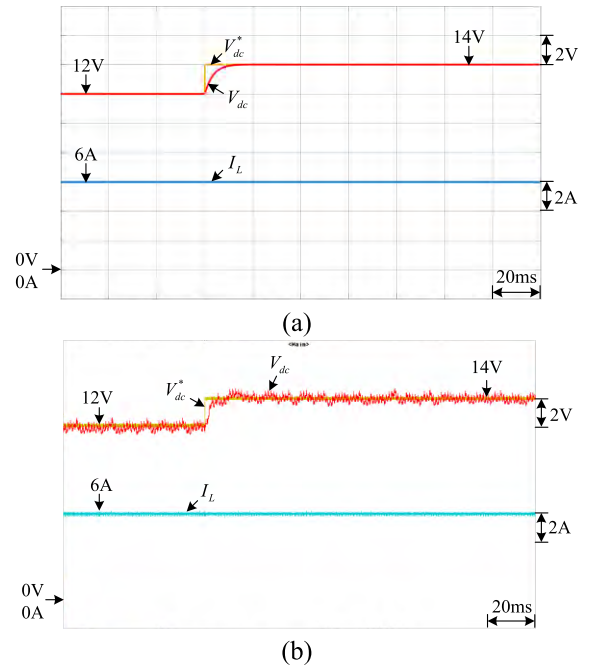 V*dc
14V
2V
12V
Vdc
6A
IL
2A
0V
0A
20ms
(a)
Vdc
V*dc
14V
12V
2V
6A
IL
2A
0V
0A
20ms
(b)